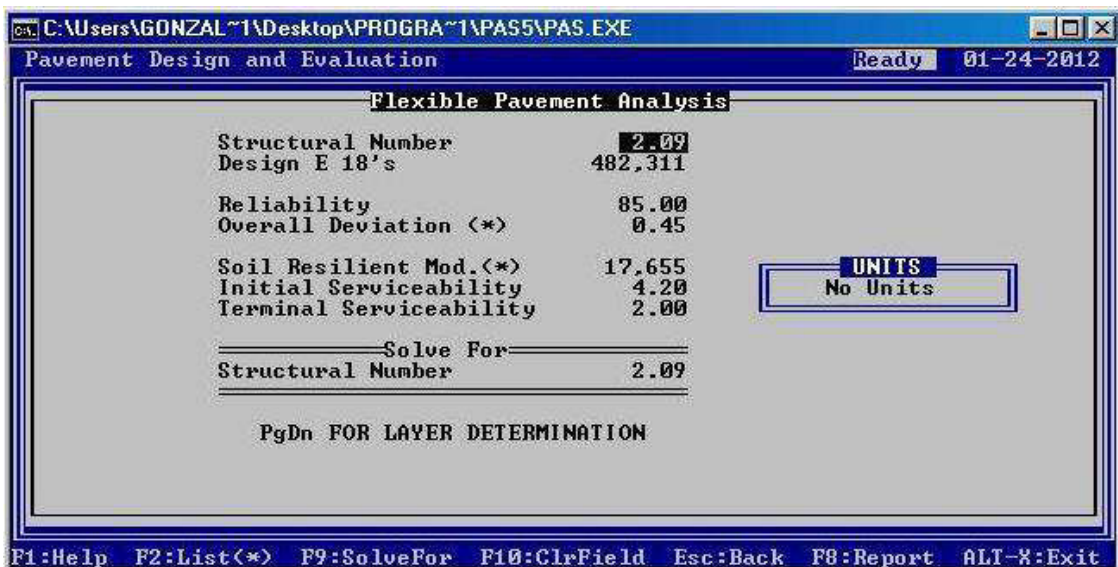 C:\Users\GONZAL~1\Desktop\PROGRA~1\PAS5\PAS.EXE
Pavement Design and Evaluation Ready 01-24-2012
Flexible Pavement Analysis
Structural Number 2.09
Design E 18's 482,311
Reliability 85.00
Overall Deviation (*) 0.45
Soil Resilient Mod.(*) 17,655
Initial Serviceability 4.20
Terminal Serviceability 2.00
UNITS
No Units
Solve For
Structural Number 2.09
PgDn FOR LAYER DETERMINATION
F1:Help F2:List(*) F9:SolveFor F10:ClrField Esc:Back F8:Report ALT-X:Exit